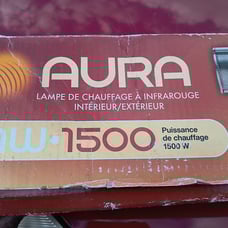 AURA
LAMPE DE CHAUFFAGE À INFRAROUGE
INTÉRIEUR/EXTÉRIEUR
W•1500
Puissance
de chauffage
1500 W